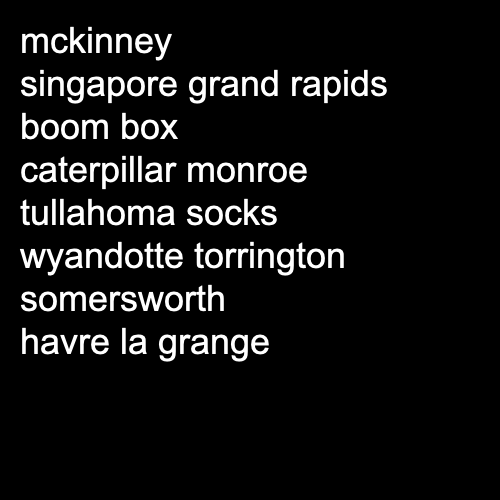 mckinney
singapore grand rapids
boom box
caterpillar monroe
tullahoma socks
wyandotte torrington
somersworth
havre la grange